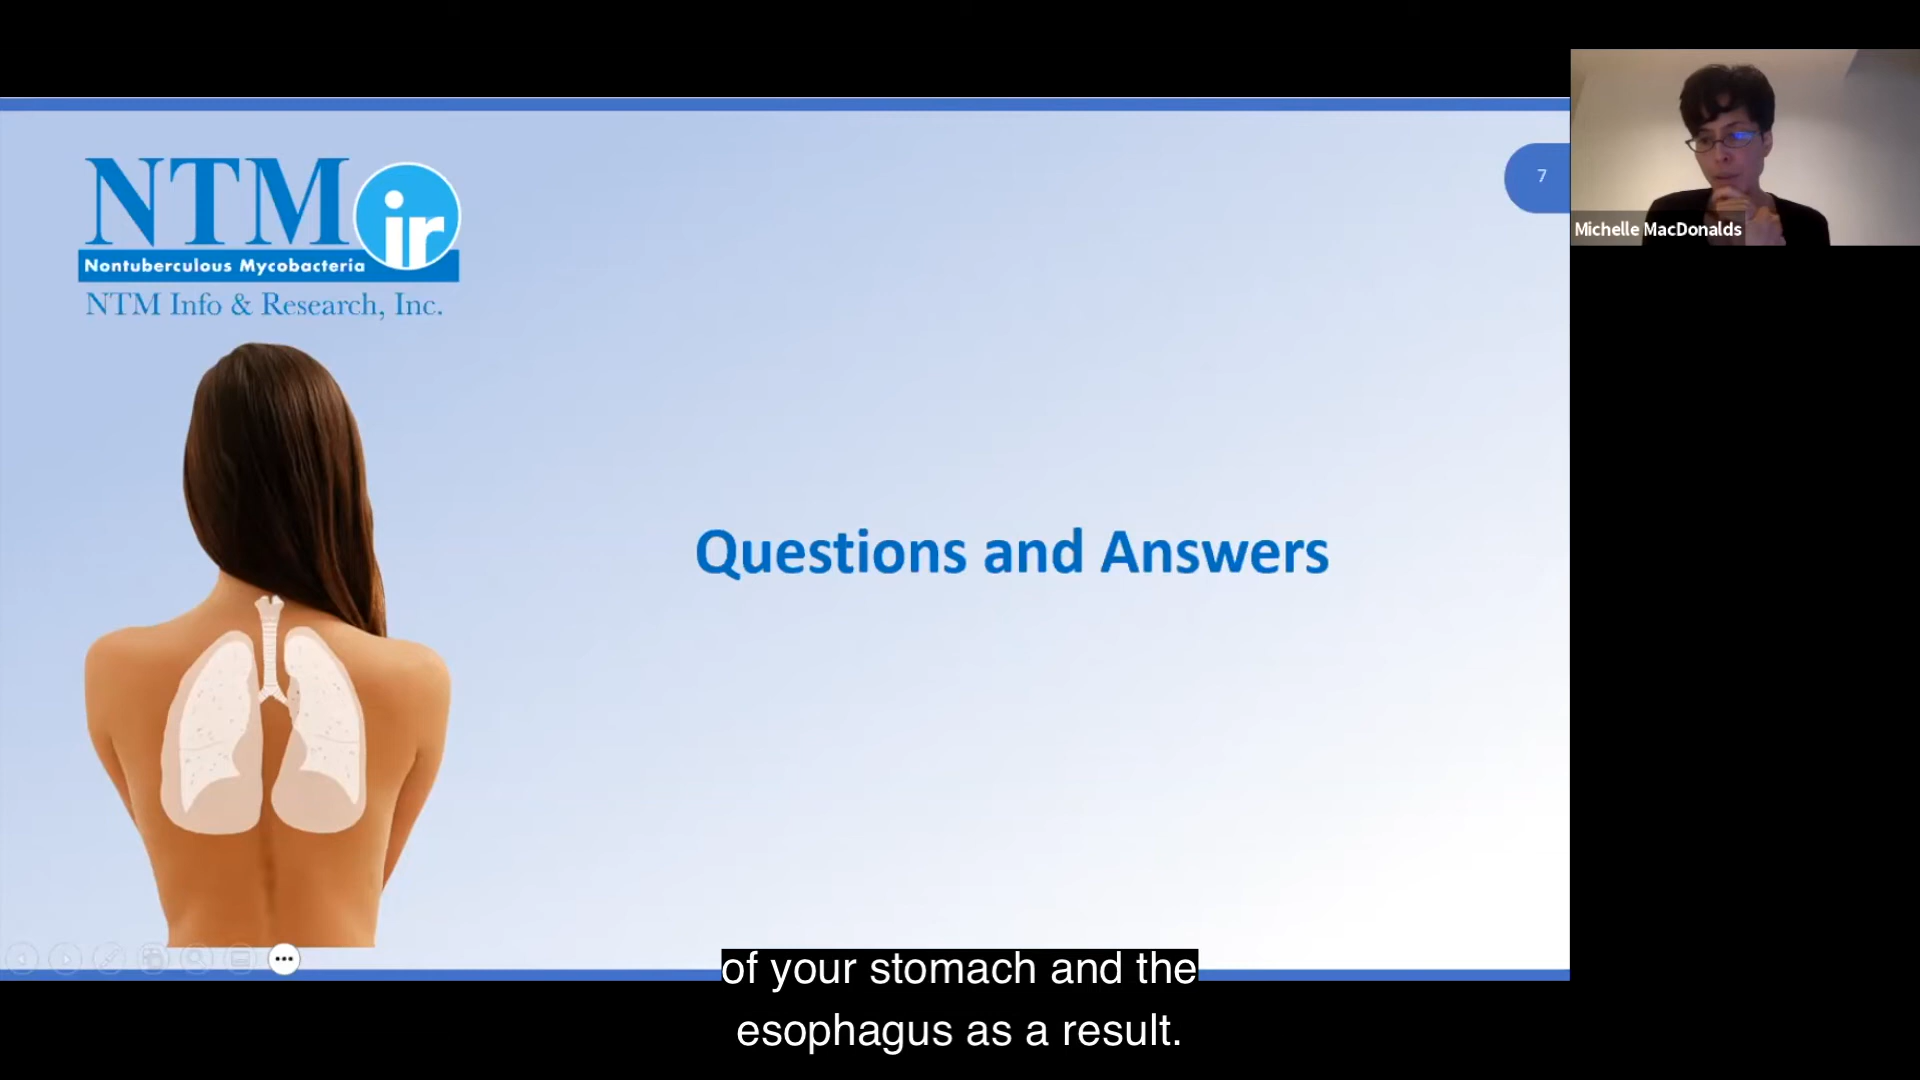 NTM
ir
Nontuberculous Mycobacteria
NTM Info & Research, Inc.
7
Michelle MacDonalds
Questions and Answers
of your stomach and the
esophagus as a result.